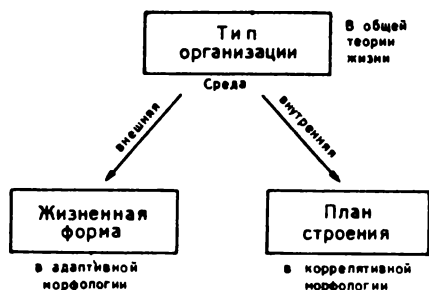 Тип
организации
В общей
теории
жизни
Среда
внешняя
внутренняя
Жизненная
форма
План
строения
в адаптивной
морфологии
в коррелятивной
морфологии